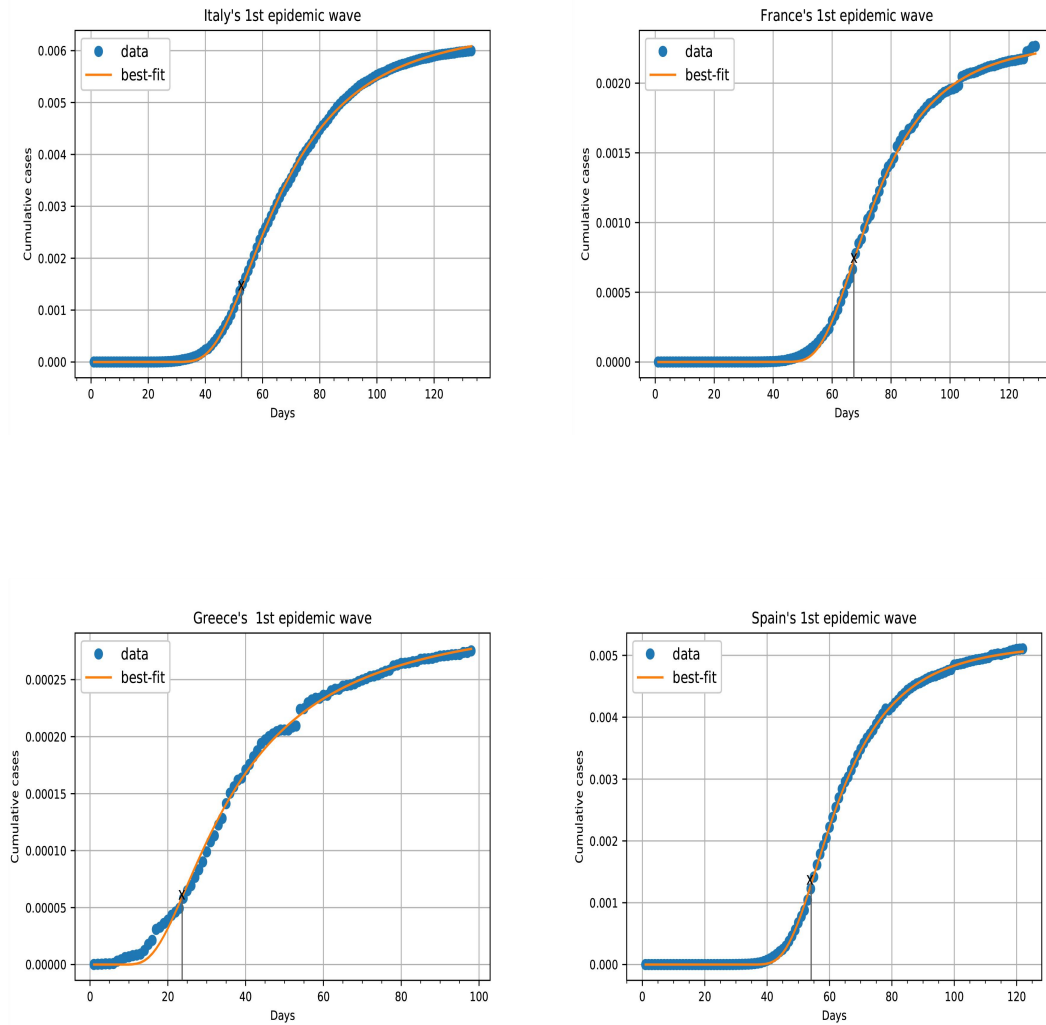 Italy's 1st epidemic wave
data
best-fit
0.006
0.005
0.004
0.003
0.002
0.001
0.000
Cumulative cases
0 20 40 60 80 100 120
Days
x
France's 1st epidemic wave
data
best-fit
0.0020
0.0015
0.0010
0.0005
0.0000
Cumulative cases
0 20 40 60 80 100 120
Days
x
Greece's 1st epidemic wave
data
best-fit
0.00025
0.00020
0.00015
0.00010
0.00005
0.00000
Cumulative cases
0 20 40 60 80 100
Days
x
Spain's 1st epidemic wave
data
best-fit
0.005
0.004
0.003
0.002
0.001
0.000
Cumulative cases
0 20 40 60 80 100 120
Days
x